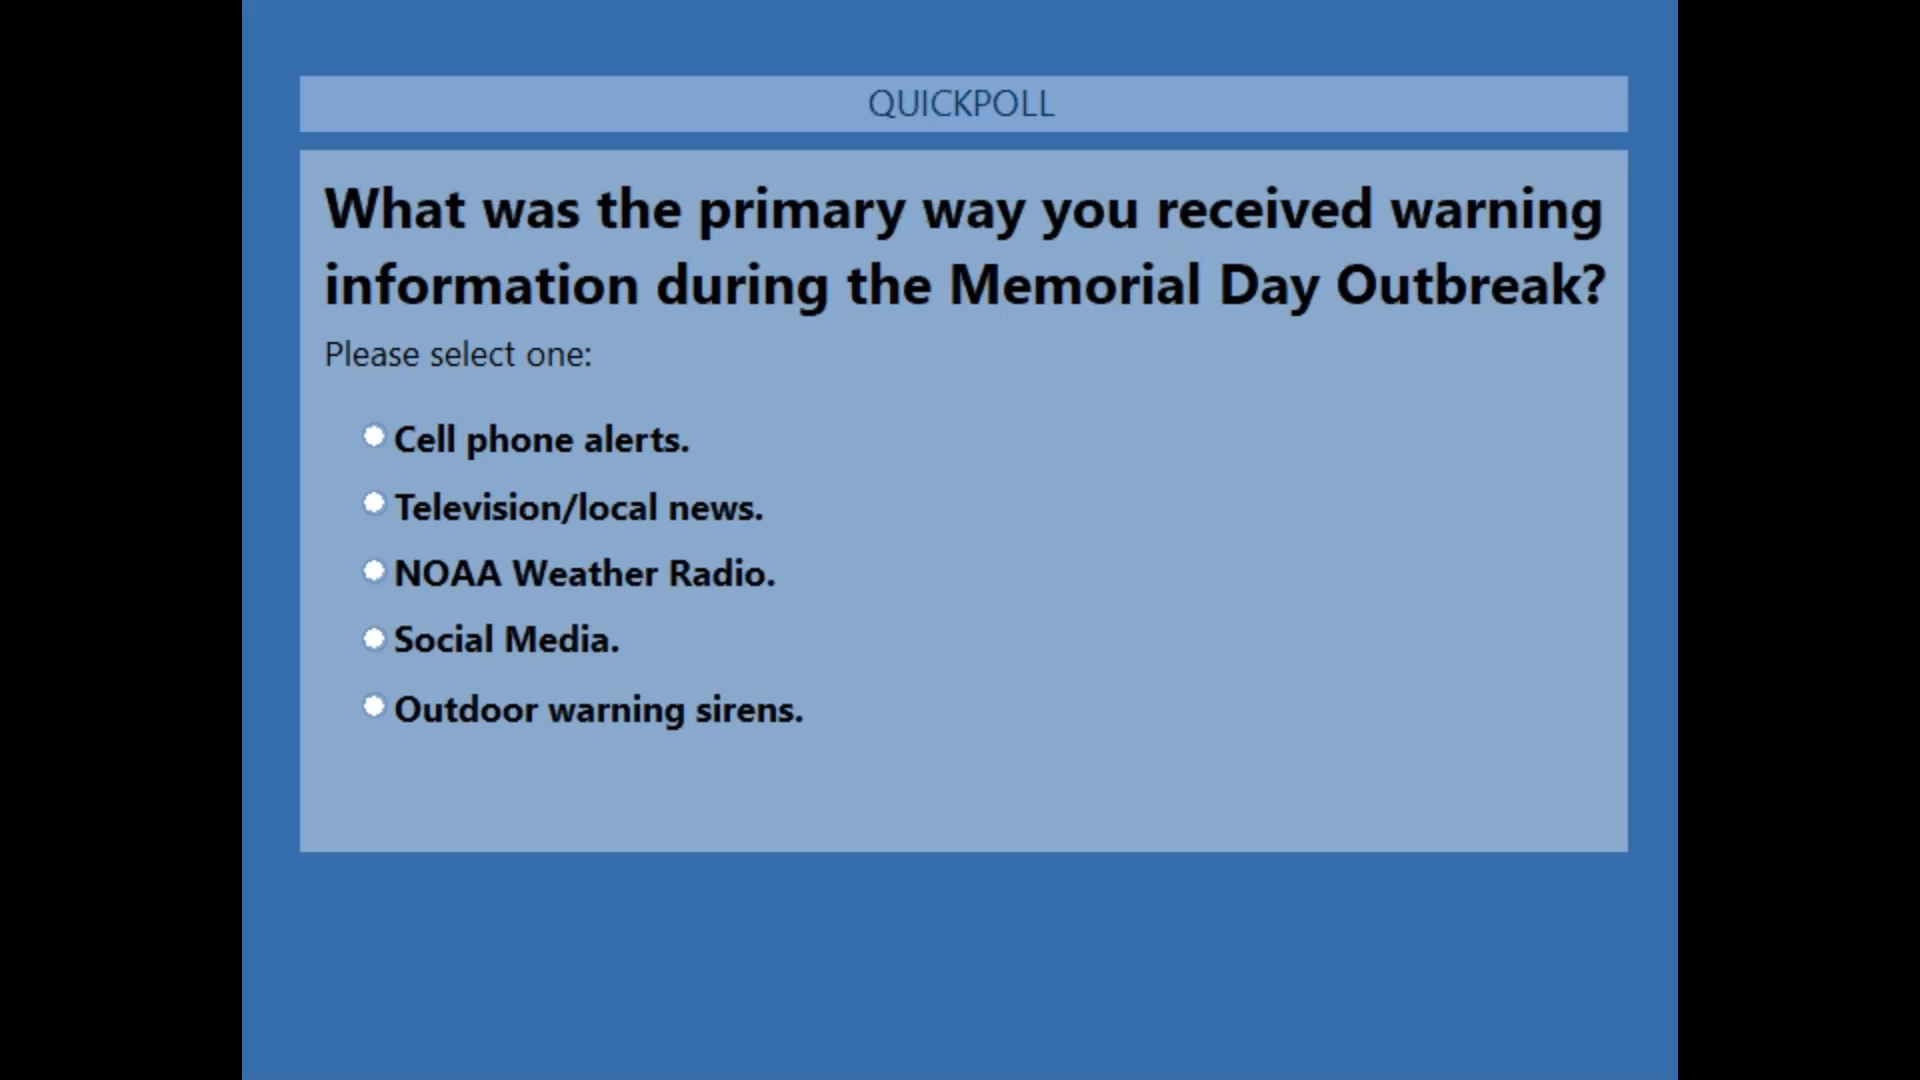 QUICKPOLL
What was the primary way you received warning
information during the Memorial Day Outbreak?
Please select one:
Cell phone alerts.
Television/local news.
NOAA Weather Radio.
Social Media.
Outdoor warning sirens.